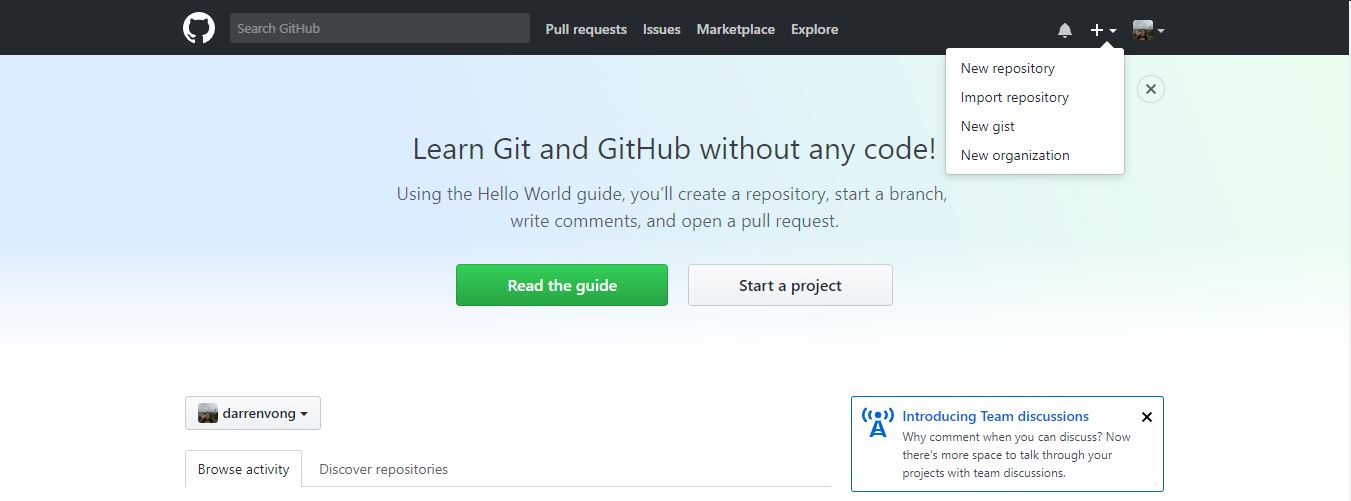 Search GitHub
Pull requests
Issues
Marketplace
Explore
New repository
Import repository
New gist
New organization
Learn Git and GitHub without any code!
Using the Hello World guide, you’ll create a repository, start a branch,
write comments, and open a pull request.
Read the guide
Start a project
darrenvong
Browse activity
Discover repositories
Introducing Team discussions
Why comment when you can discuss? Now
there's more space to talk through your
projects with team discussions.